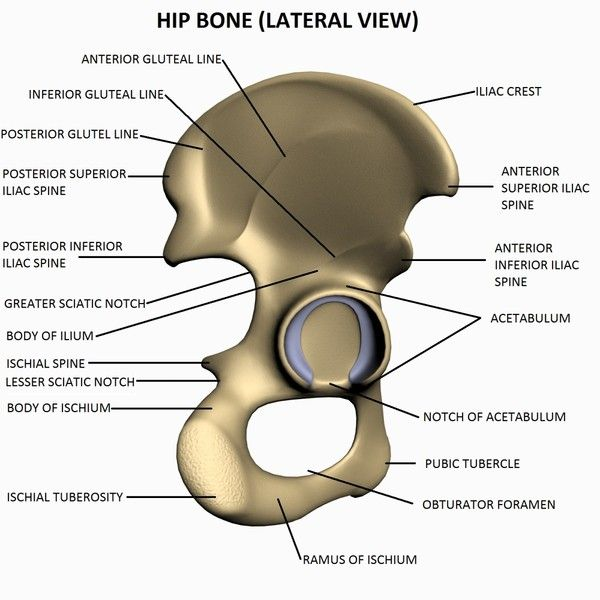 HIP BONE (LATERAL VIEW)
ANTERIOR GLUTEAL LINE
INFERIOR GLUTEAL LINE
POSTERIOR GLUTEL LINE
POSTERIOR SUPERIOR
ILIAC SPINE
POSTERIOR INFERIOR
ILIAC SPINE
GREATER SCIATIC NOTCH
BODY OF ILIUM
ISCHIAL SPINE
LESSER SCIATIC NOTCH
BODY OF ISCHIUM
ISCHIAL TUBEROSITY
ILIAC CREST
ANTERIOR
SUPERIOR ILIAC
SPINE
ANTERIOR
INFERIOR ILIAC
SPINE
ACETABULUM
NOTCH OF ACETABULUM
PUBIC TUBERCLE
OBTURATOR FORAMEN
RAMUS OF ISCHIUM